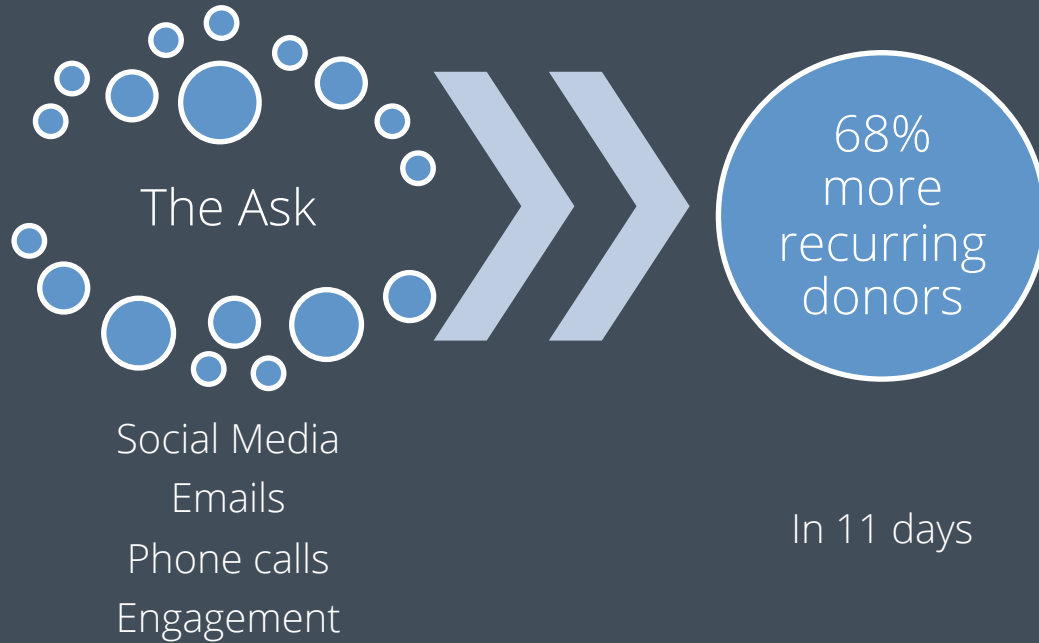 The Ask
Social Media
Emails
Phone calls
Engagement
68%
more
recurring
donors
In 11 days